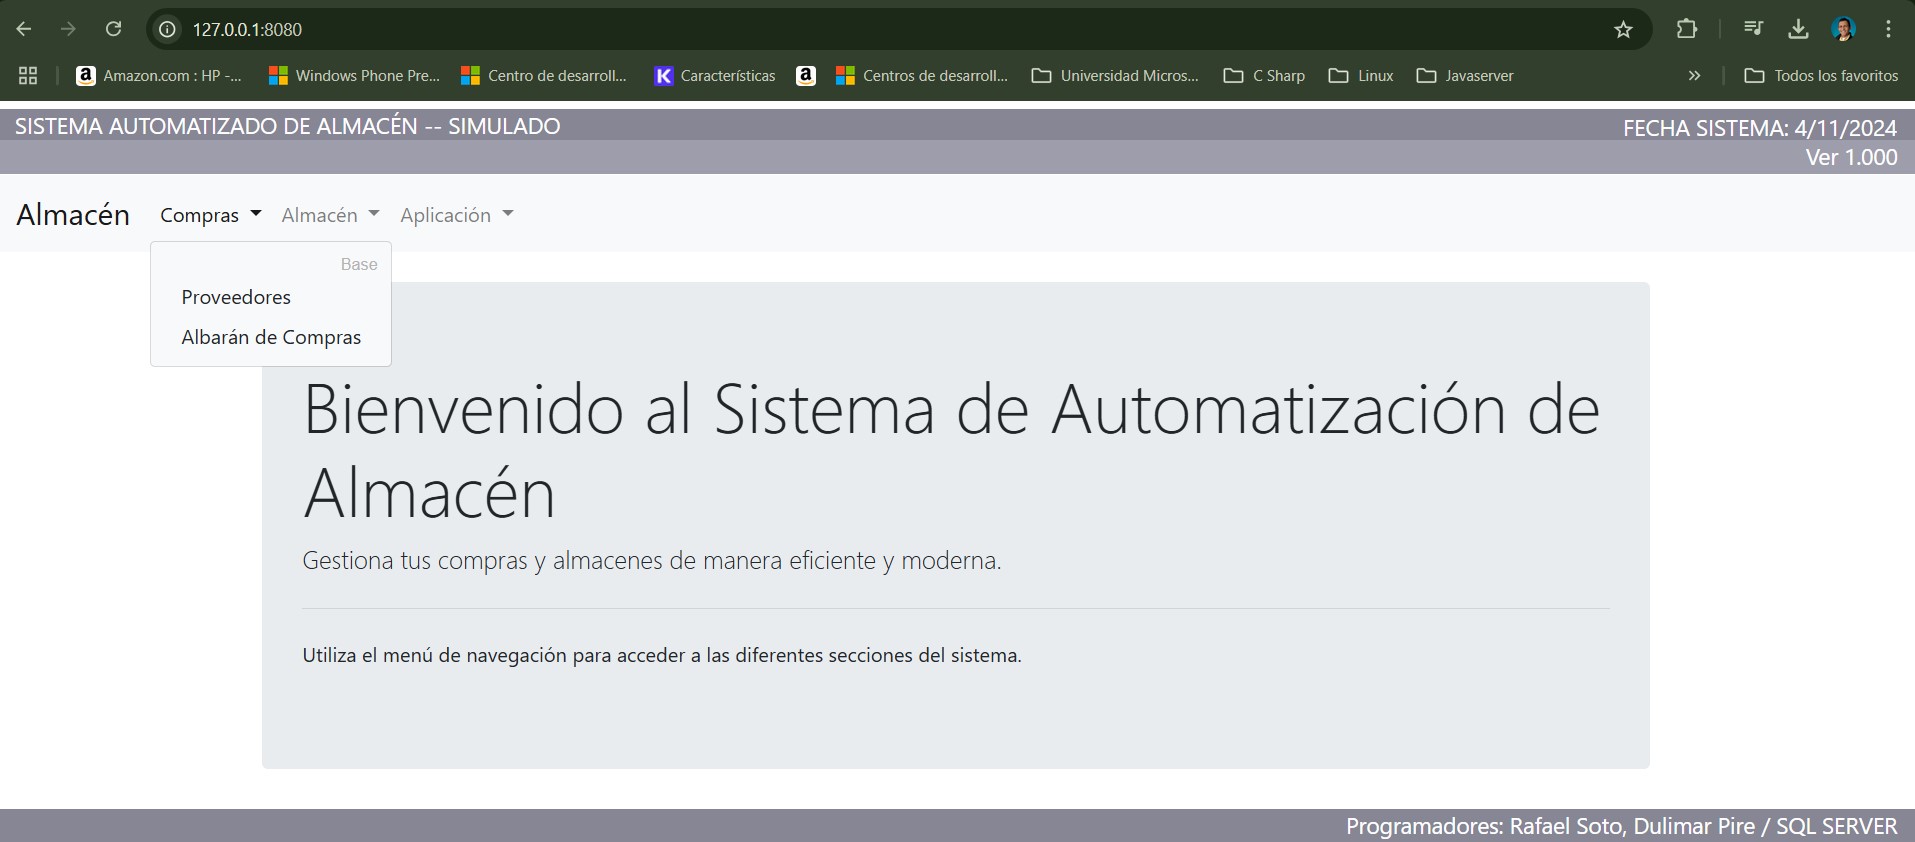 127.0.0.1:8080
Amazon.com : HP -...
Windows Phone Pre...
Centro de desarroll...
K Características
Centros de desarroll...
Universidad Micros...
C Sharp
Linux
Javaserver
»
Todos los favoritos
SISTEMA AUTOMATIZADO DE ALMACÉN -- SIMULADO
FECHA SISTEMA: 4/11/2024
Ver 1.000
Almacén
Compras
Almacén
Aplicación
Base
Proveedores
Albarán de Compras
Bienvenido al Sistema de Automatización de
Almacén
Gestiona tus compras y almacenes de manera eficiente y moderna.
Utiliza el menú de navegación para acceder a las diferentes secciones del sistema.
Programadores: Rafael Soto, Dulimar Pire / SQL SERVER